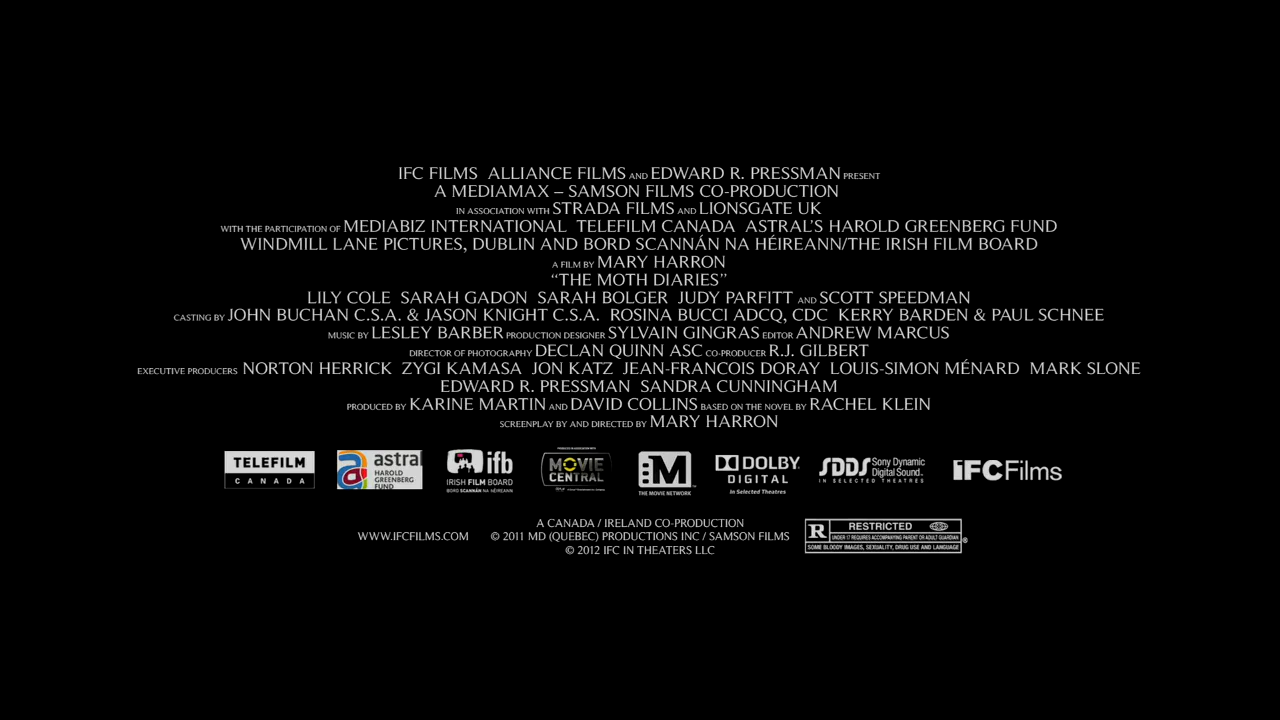 IFC FILMS ALLIANCE FILMS AND EDWARD R. PRESSMAN PRESENT
A MEDIAMAX – SAMSON FILMS CO-PRODUCTION
IN ASSOCIATION WITH STRADA FILMS AND LIONSGATE UK
WITH THE PARTICIPATION OF MEDIABIZ INTERNATIONAL TELEFILM CANADA ASTRAL'S HAROLD GREENBERG FUND
WINDMILL LANE PICTURES, DUBLIN AND BORD SCANNÁN NA HÉIREANN/THE IRISH FILM BOARD
A FILM BY MARY HARRON
“THE MOTH DIARIES”
LILY COLE SARAH GADON SARAH BOLGER JUDY PARFITT AND SCOTT SPEEDMAN
CASTING BY JOHN BUCHAN C.S.A. & JASON KNIGHT C.S.A. ROSINA BUCCI ADCQ, CDC KERRY BARDEN & PAUL SCHNEE
MUSIC BY LESLEY BARBER PRODUCTION DESIGNER SYLVAIN GINGRAS EDITOR ANDREW MARCUS
DIRECTOR OF PHOTOGRAPHY DECLAN QUINN ASC CO-PRODUCER R.J. GILBERT
EXECUTIVE PRODUCERS NORTON HERRICK ZYGI KAMASA JON KATZ JEAN-FRANCOIS DORAY LOUIS-SIMON MÉNARD MARK SLONE
EDWARD R. PRESSMAN SANDRA CUNNINGHAM
PRODUCED BY KARINE MARTIN AND DAVID COLLINS BASED ON THE NOVEL BY RACHEL KLEIN
SCREENPLAY BY AND DIRECTED BY MARY HARRON
TELEFILM
CANADA
astral
HAROLD
GREENBERG
FUND
ifb
IRISH FILM BOARD
BORD SCANNÁN NA HÉIREANN
MOVIE
CENTRAL
M
THE MOVIE NETWORK
DOLBY
DIGITAL
In Selected Theatres
SDDS Sony Dynamic
Digital Sound
IN SELECTED THEATRES
IFC Films
WWW.IFCFILMS.COM
A CANADA / IRELAND CO-PRODUCTION
© 2011 MD (QUEBEC) PRODUCTIONS INC / SAMSON FILMS
© 2012 IFC IN THEATERS LLC
R RESTRICTED
UNDER 17 REQUIRES ACCOMPANYING PARENT OR ADULT GUARDIAN
SOME BLOODY IMAGES, SEXUALITY, DRUG USE AND LANGUAGE